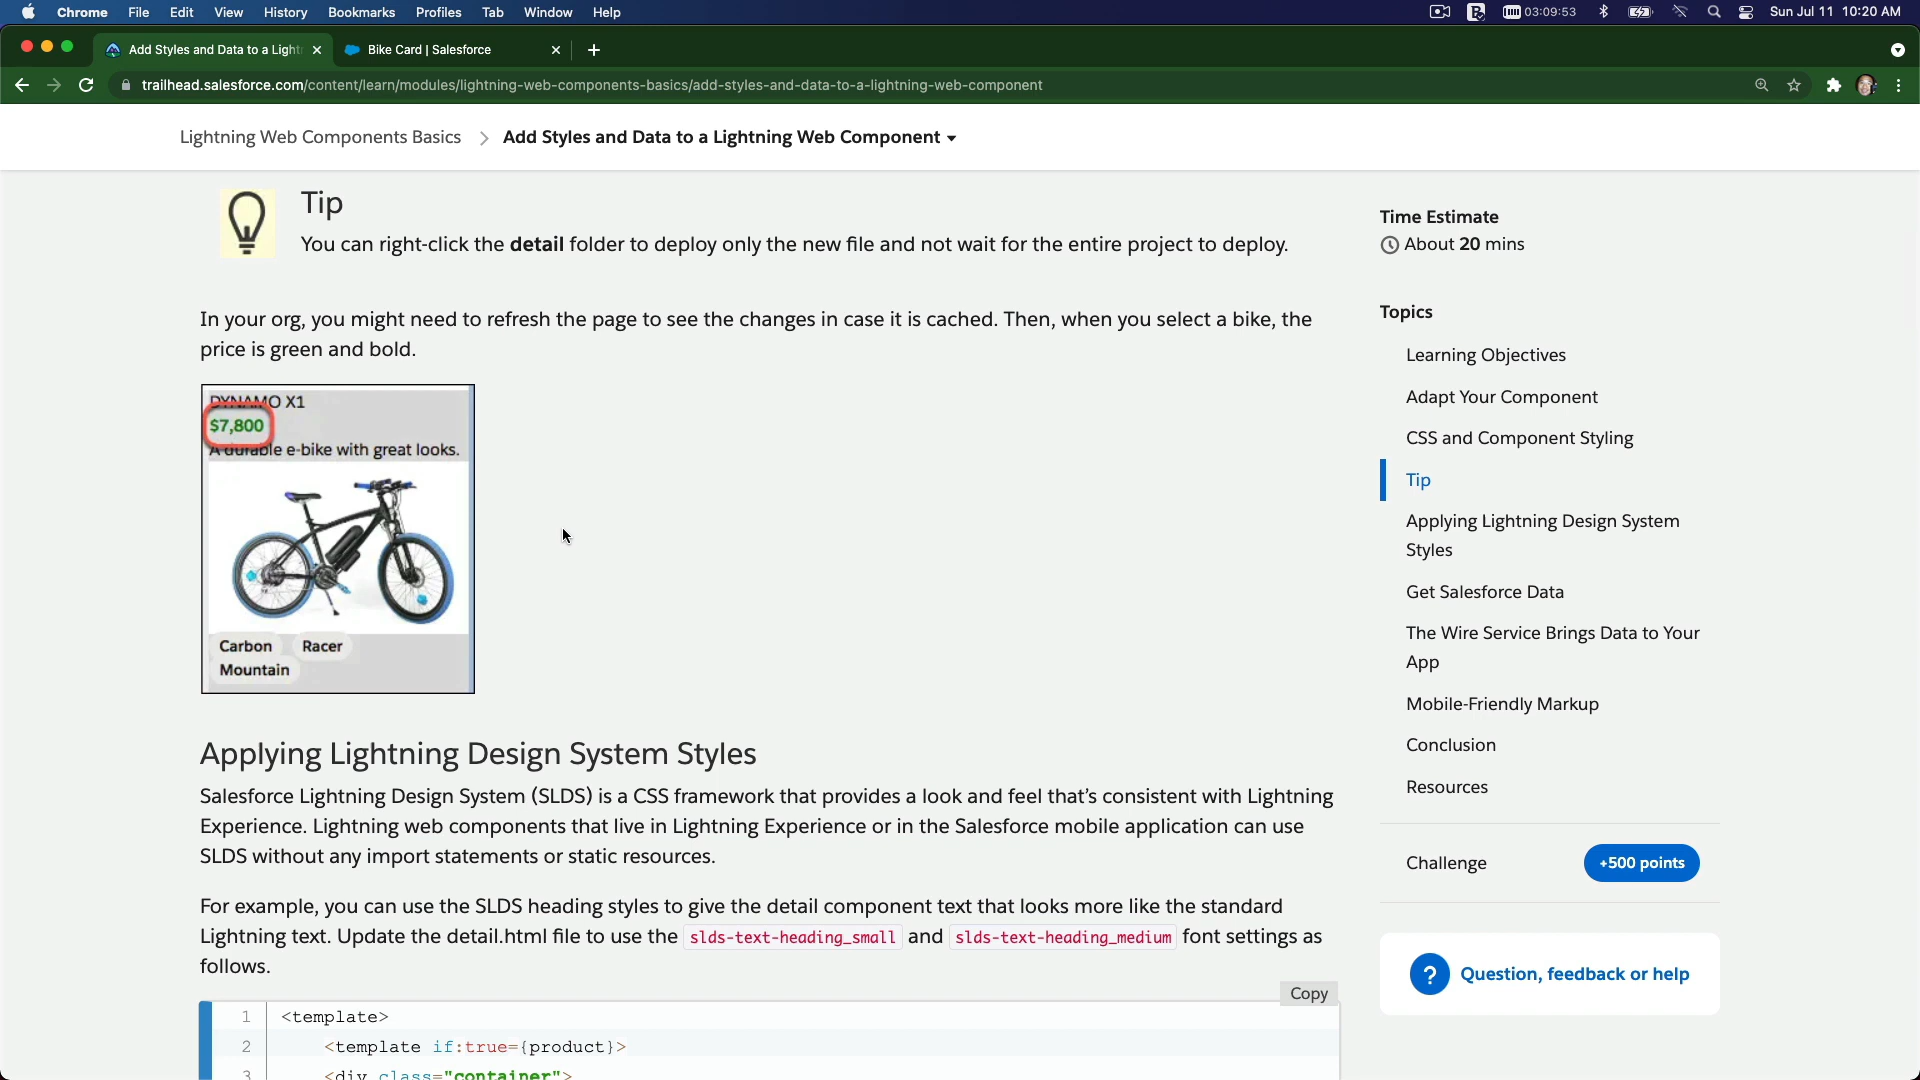 Chrome File Edit View History Bookmarks Profiles Tab Window Help
03:09:53 Sun Jul 11 10:20 AM
Add Styles and Data to a Light
Bike Card | Salesforce
trailhead.salesforce.com/content/learn/modules/lightning-web-components-basics/add-styles-and-data-to-a-lightning-web-component
Lightning Web Components Basics
Add Styles and Data to a Lightning Web Component
Tip
You can right-click the detail folder to deploy only the new file and not wait for the entire project to deploy.
In your org, you might need to refresh the page to see the changes in case it is cached. Then, when you select a bike, the
price is green and bold.
DYNAMO X1
$7,800
A durable e-bike with great looks.
Carbon Racer
Mountain
Applying Lightning Design System Styles
Salesforce Lightning Design System (SLDS) is a CSS framework that provides a look and feel that's consistent with Lightning
Experience. Lightning web components that live in Lightning Experience or in the Salesforce mobile application can use
SLDS without any import statements or static resources.
For example, you can use the SLDS heading styles to give the detail component text that looks more like the standard
Lightning text. Update the detail.html file to use the slds-text-heading_small and slds-text-heading_medium font settings as
follows.
Copy
1 <template>
2 <template if:true={product}>
3 <div class="container">
Time Estimate
About 20 mins
Topics
Learning Objectives
Adapt Your Component
CSS and Component Styling
Tip
Applying Lightning Design System
Styles
Get Salesforce Data
The Wire Service Brings Data to Your
App
Mobile-Friendly Markup
Conclusion
Resources
Challenge
+500 points
? Question, feedback or help